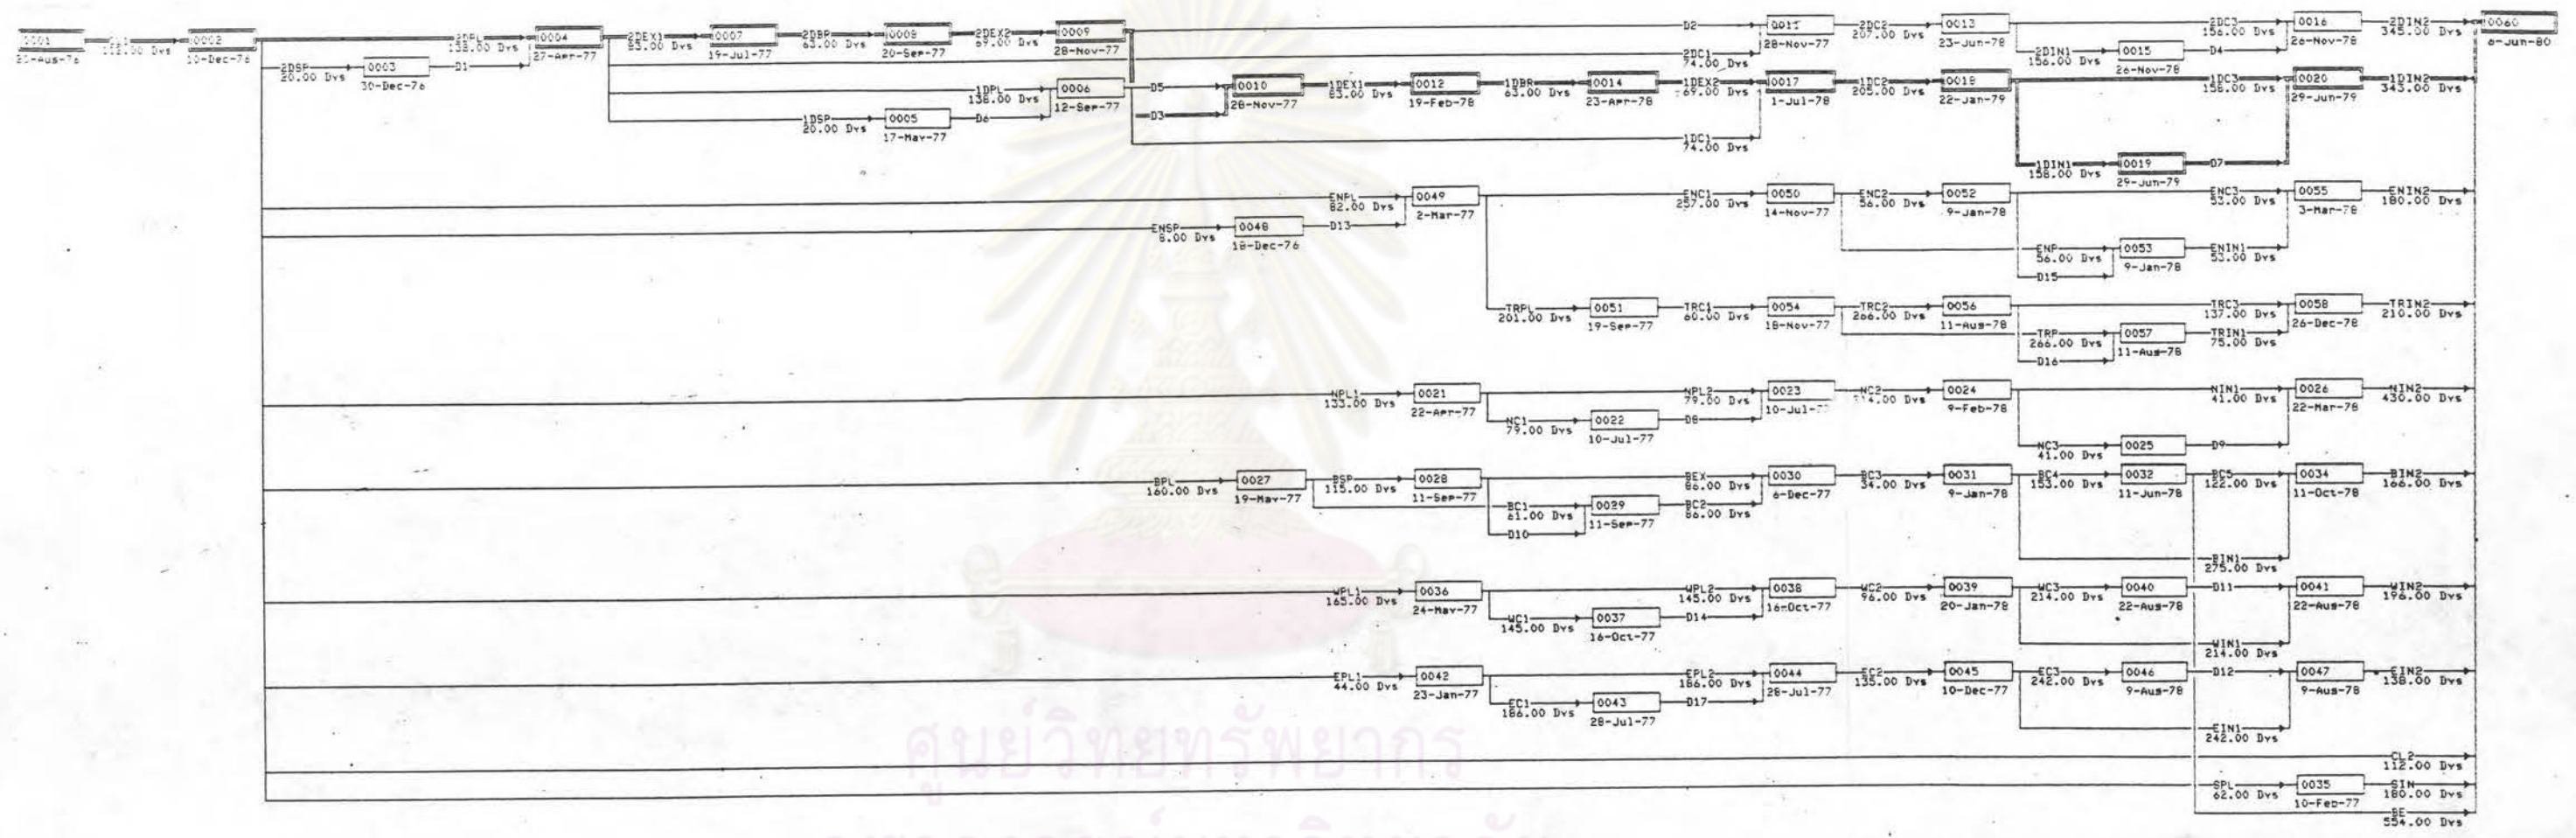 0002
10-Dec-76
2DSP
20.00 Dys
0003
30-Dec-76
D1
2DPL
138.00 Dys
0004
27-Apr-77
2DEX1
83.00 Dys
0007
19-Jul-77
2DBR
63.00 Dys
20-Sep-77
2DEX2
69.00 Dys
0009
28-Nov-77
D2
2DC1
74.00 Dys
28-Nov-77
2DC2
207.00 Dys
0013
23-Jun-78
2DIN1
156.00 Dys
0015
26-Nov-78
D4
2DC3
156.00 Dys
0016
26-Nov-78
2DIN2
345.00 Dys
0060
6-Jun-80
1DPL
138.00 Dys
0006
12-Sep-77
1DSP
20.00 Dys
0005
17-May-77
D6
D5
D3
0010
28-Nov-77
1DEX1
83.00 Dys
0012
19-Feb-78
1DBR
63.00 Dys
0014
23-Apr-78
1DEX2
69.00 Dys
1DC1
74.00 Dys
0017
1-Jul-78
1DC2
205.00 Dys
0018
22-Jan-79
1DIN1
158.00 Dys
0019
29-Jun-79
D7
1DC3
158.00 Dys
0020
29-Jun-79
1DIN2
343.00 Dys
ENPL
82.00 Dys
0049
2-Mar-77
ENSP
8.00 Dys
0048
18-Dec-76
D13
ENC1
257.00 Dys
0050
14-Nov-77
ENC2
56.00 Dys
0052
9-Jan-78
ENC3
53.00 Dys
0055
3-Mar-78
ENIN2
180.00 Dys
ENP
56.00 Dys
0053
9-Jan-78
ENIN1
53.00 Dys
D15
TRPL
201.00 Dys
0051
19-Sep-77
TRC1
60.00 Dys
0054
18-Nov-77
TRC2
266.00 Dys
0056
11-Aug-78
TRC3
137.00 Dys
0058
26-Dec-78
TRIN2
210.00 Dys
TRP
266.00 Dys
0057
11-Aug-78
TRIN1
75.00 Dys
D16
NPL1
133.00 Dys
0021
22-Apr-77
NC1
79.00 Dys
0022
10-Jul-77
D8
NPL2
79.00 Dys
0023
NC2
0024
9-Feb-78
NIN1
41.00 Dys
0026
22-Mar-78
NIN2
430.00 Dys
NC3
41.00 Dys
0025
D9
BPL
160.00 Dys
0027
19-May-77
BSP
115.00 Dys
0028
11-Sep-77
BEX
86.00 Dys
0030
6-Dec-77
BC3
34.00 Dys
0031
9-Jan-78
BC4
153.00 Dys
0032
11-Jun-78
BC5
122.00 Dys
0034
11-Oct-78
BIN2
166.00 Dys
BC1
61.00 Dys
0029
11-Sep-77
BC2
86.00 Dys
D10
BIN1
275.00 Dys
WPL1
165.00 Dys
0036
24-May-77
WPL2
145.00 Dys
0038
16-Oct-77
WC2
96.00 Dys
0039
20-Jan-78
WC3
214.00 Dys
0040
22-Aug-78
D11
0041
22-Aug-78
WIN2
196.00 Dys
WC1
145.00 Dys
0037
16-Oct-77
D14
WIN1
214.00 Dys
EPL1
44.00 Dys
0042
23-Jan-77
EPL2
186.00 Dys
0044
28-Jul-77
EC2
135.00 Dys
0045
10-Dec-77
EC3
242.00 Dys
0046
9-Aug-78
D12
0047
9-Aug-78
EIN2
138.00 Dys
EC1
186.00 Dys
0043
28-Jul-77
D17
EIN1
242.00 Dys
CL2
112.00 Dys
SPL
62.00 Dys
0035
10-Feb-77
SIN
180.00 Dys
BE
554.00 Dys
ศูนย์วิทยทรัพยากร